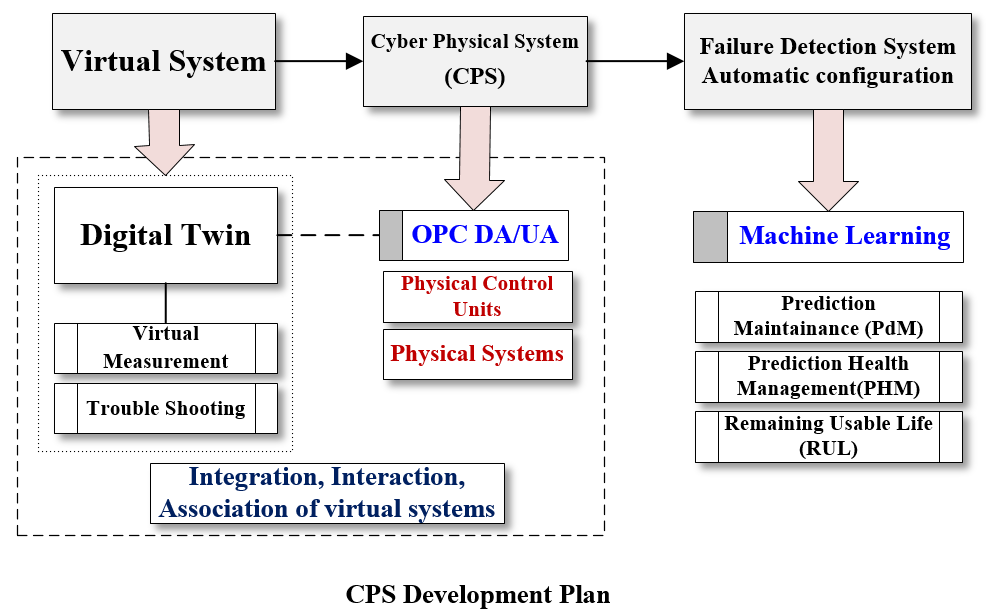 Virtual System
Cyber Physical System
(CPS)
Failure Detection System
Automatic configuration
Digital Twin
OPC DA/UA
Machine Learning
Physical Control
Units
Physical Systems
Virtual
Measurement
Trouble Shooting
Prediction
Maintainance (PdM)
Prediction Health
Management(PHM)
Remaining Usable Life
(RUL)
Integration, Interaction,
Association of virtual systems
CPS Development Plan